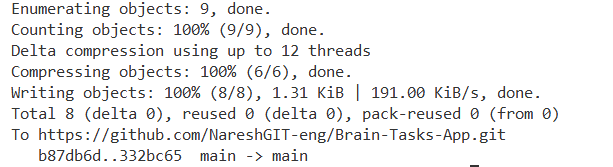 Enumerating objects: 9, done.
Counting objects: 100% (9/9), done.
Delta compression using up to 12 threads
Compressing objects: 100% (6/6), done.
Writing objects: 100% (8/8), 1.31 KiB | 191.00 KiB/s, done.
Total 8 (delta 0), reused 0 (delta 0), pack-reused 0 (from 0)
To https://github.com/NareshGIT-eng/Brain-Tasks-App.git
   b87db6d..332bc65  main -> main